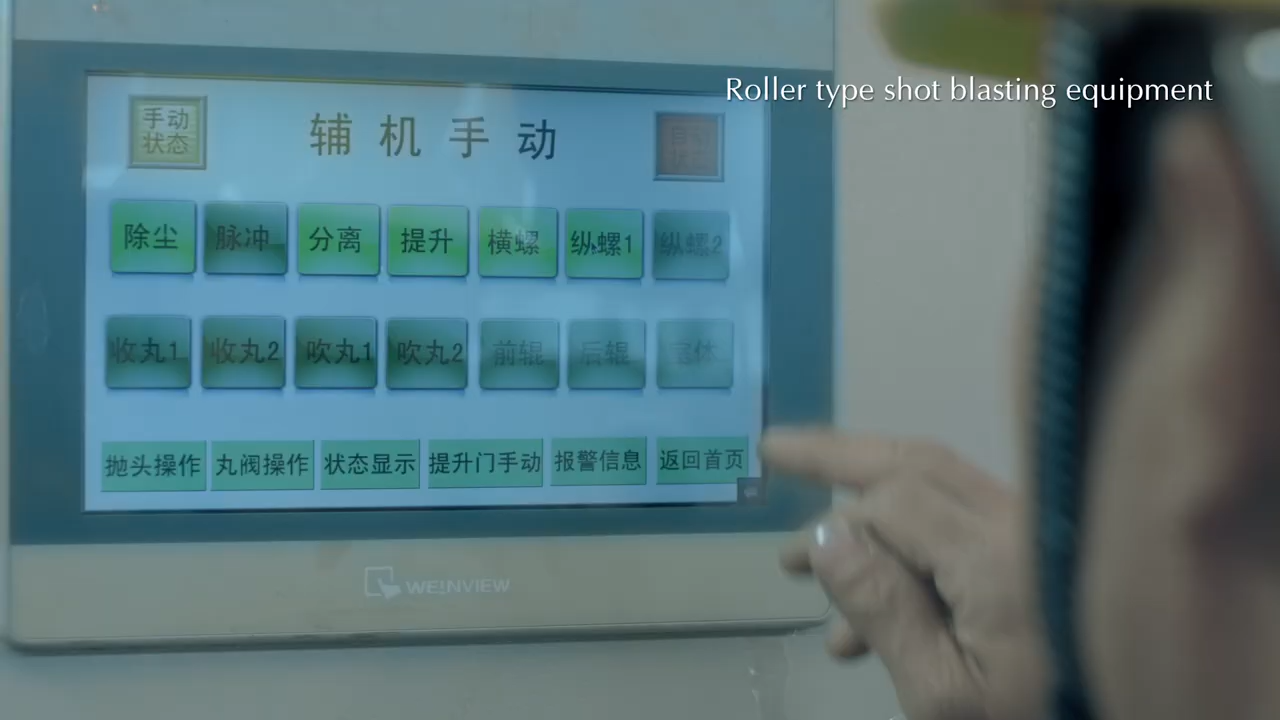 Roller type shot blasting equipment
手动
状态
辅机手动
除尘 脉冲 分离 提升 横螺 纵螺1 纵螺2
收丸1 收丸2 吹丸1 吹丸2 前辊 后辊
抛头操作 丸阀操作 状态显示 提升门手动 报警信息 返回首页
WEINVIEW